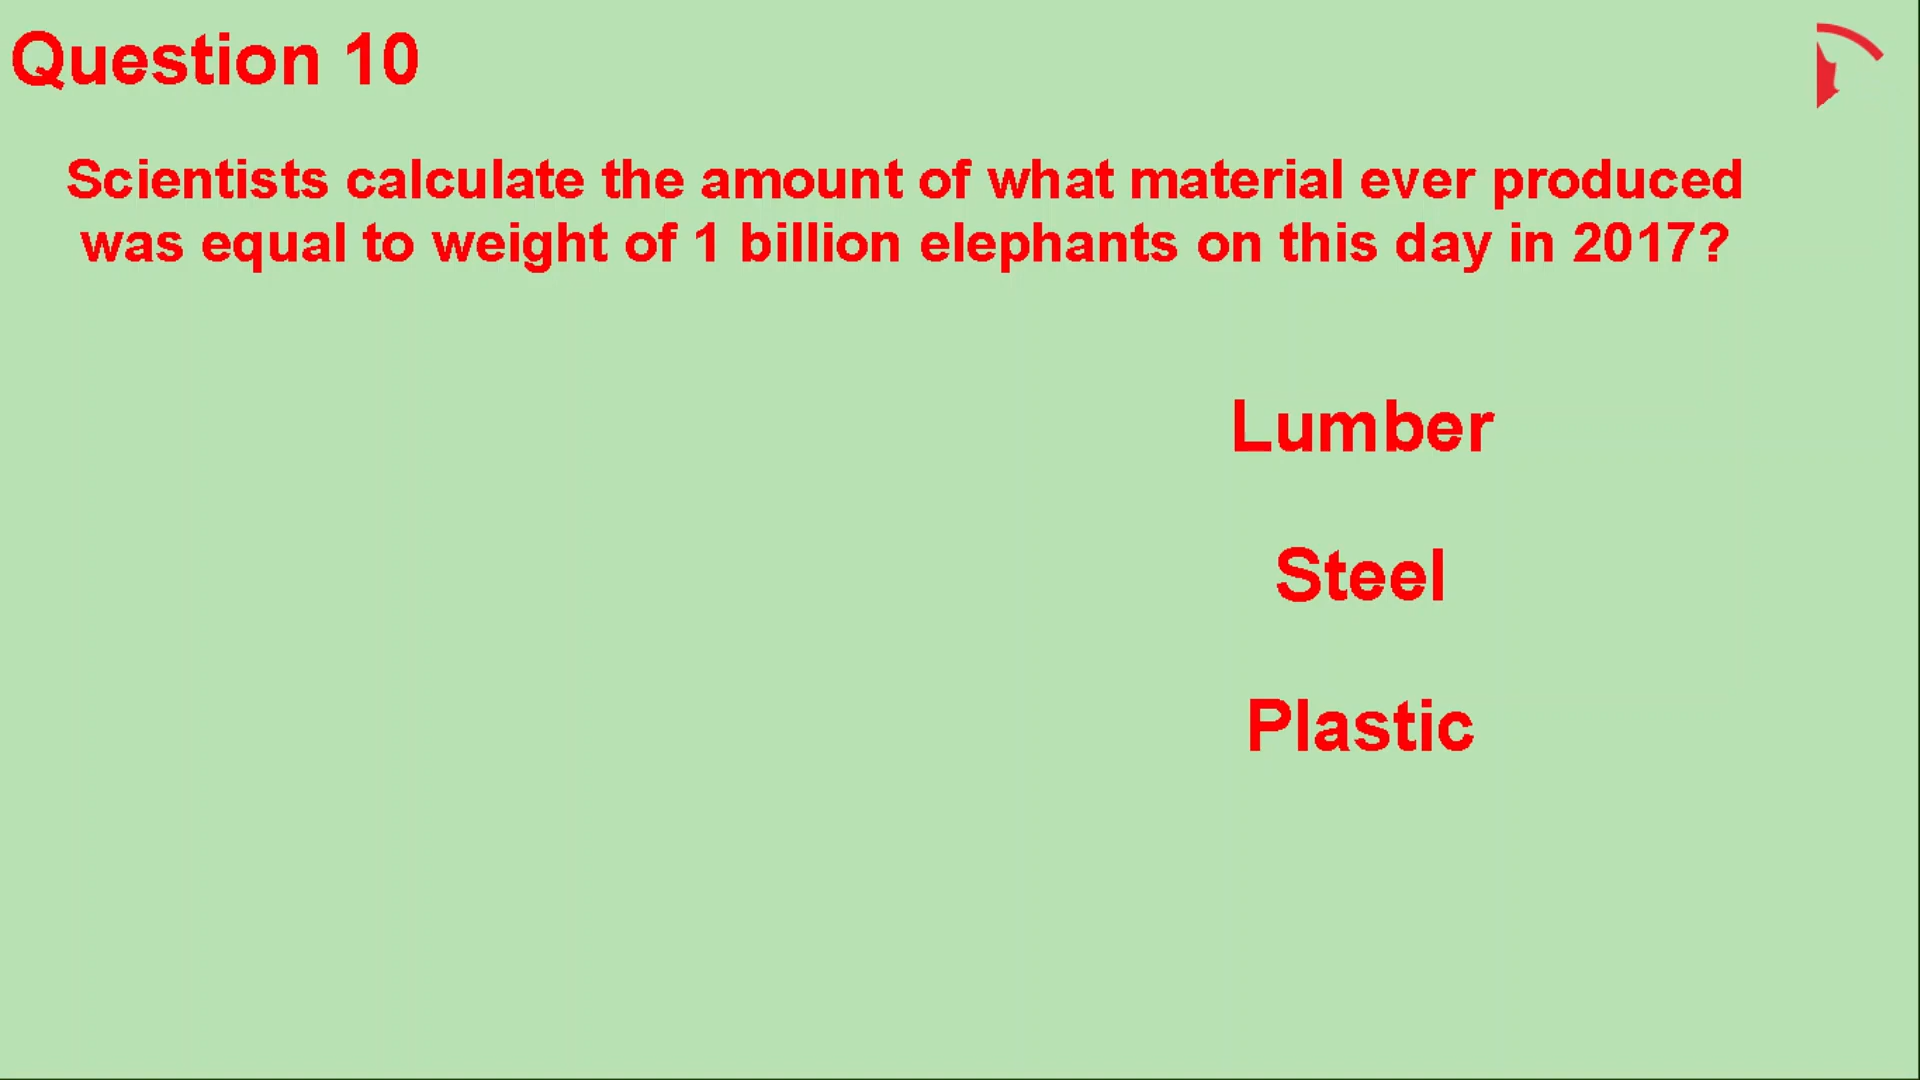 Question 10
Scientists calculate the amount of what material ever produced
was equal to weight of 1 billion elephants on this day in 2017?
Lumber
Steel
Plastic